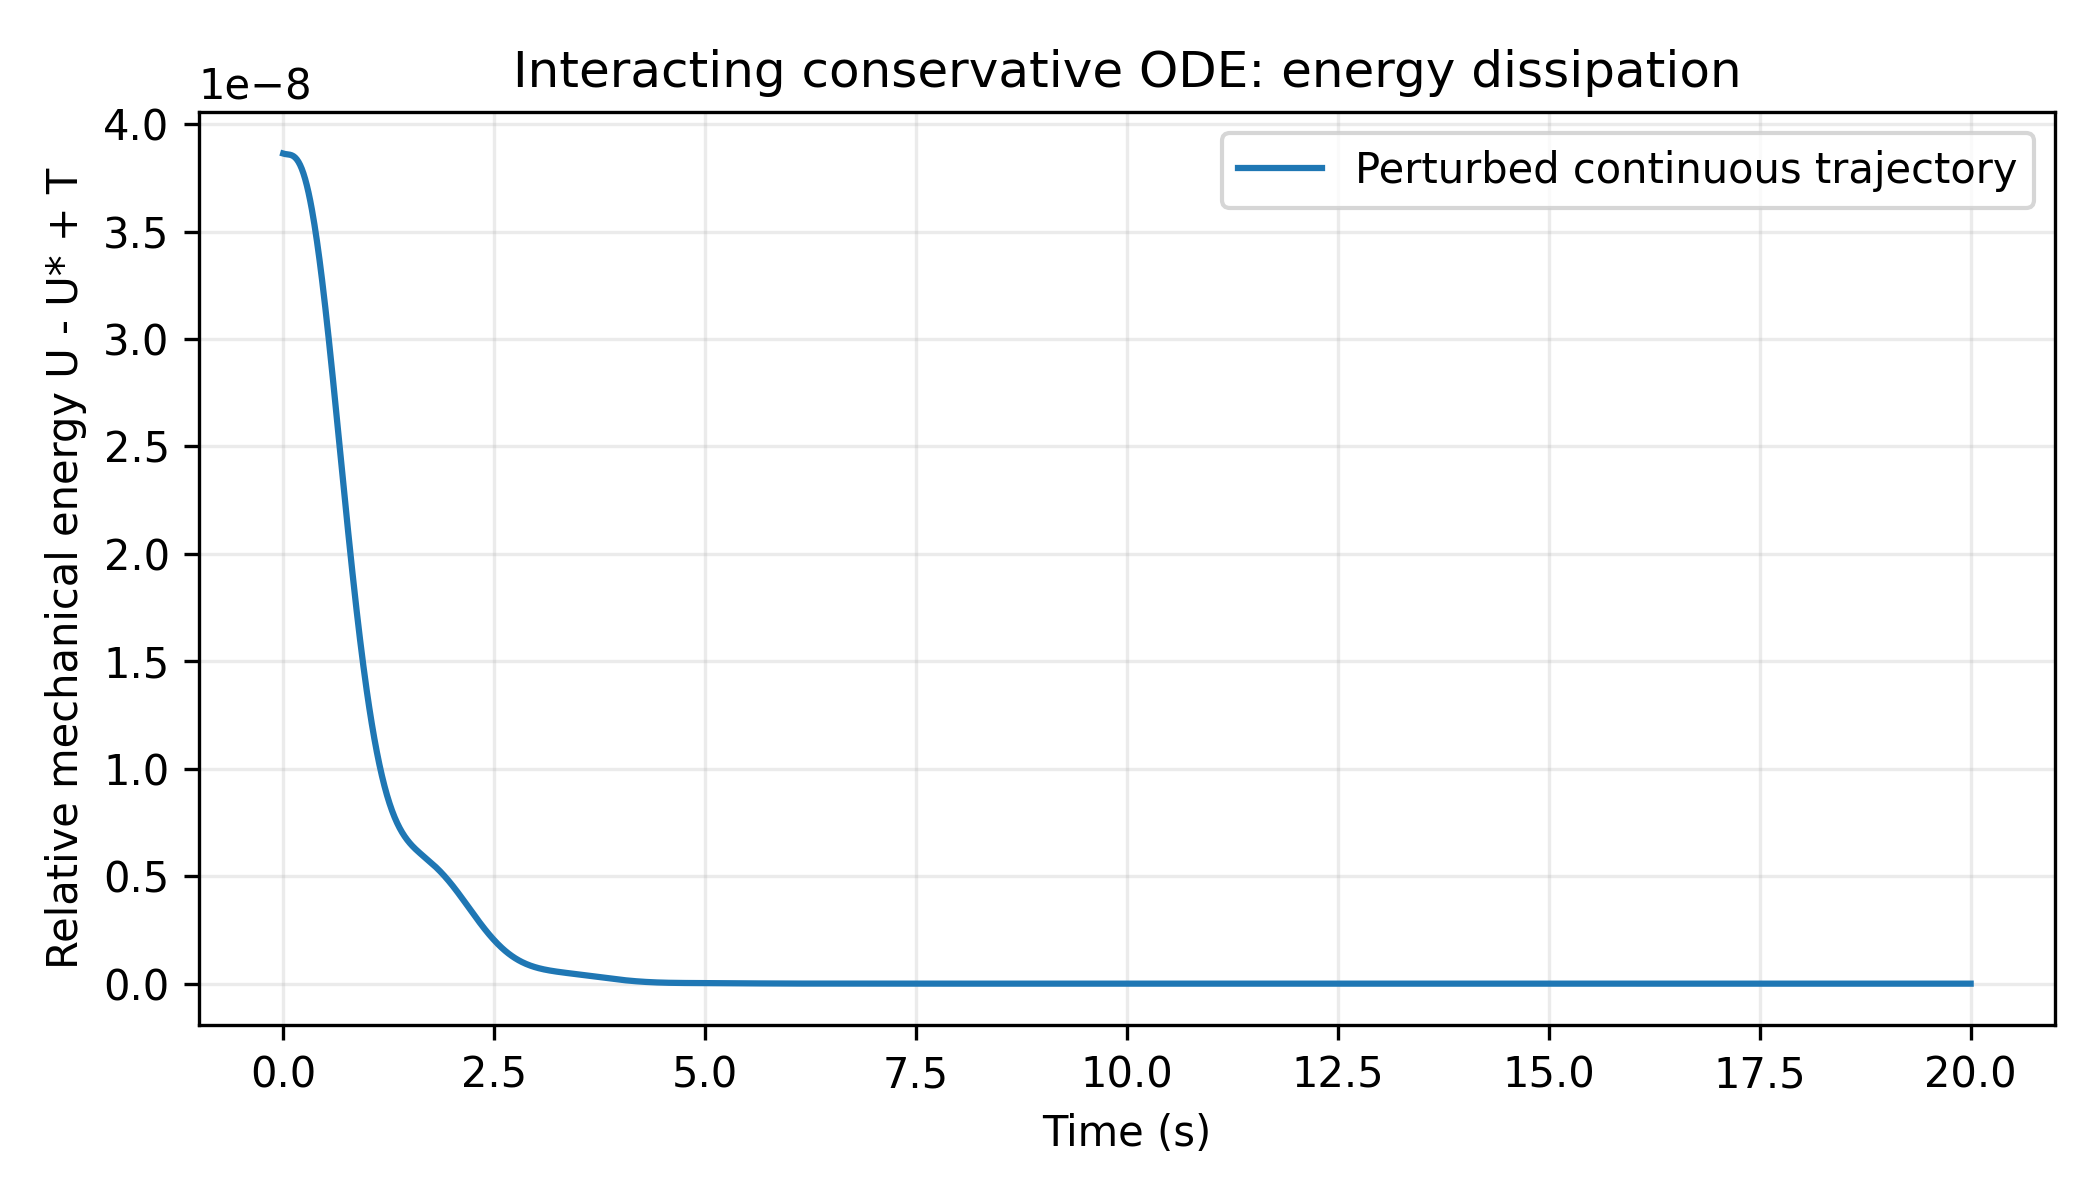 Interacting conservative ODE: energy dissipation
1e−8
4.0
3.5
3.0
2.5
2.0
1.5
1.0
0.5
0.0
Relative mechanical energy U - U* + T
Perturbed continuous trajectory
0.0 2.5 5.0 7.5 10.0 12.5 15.0 17.5 20.0
Time (s)